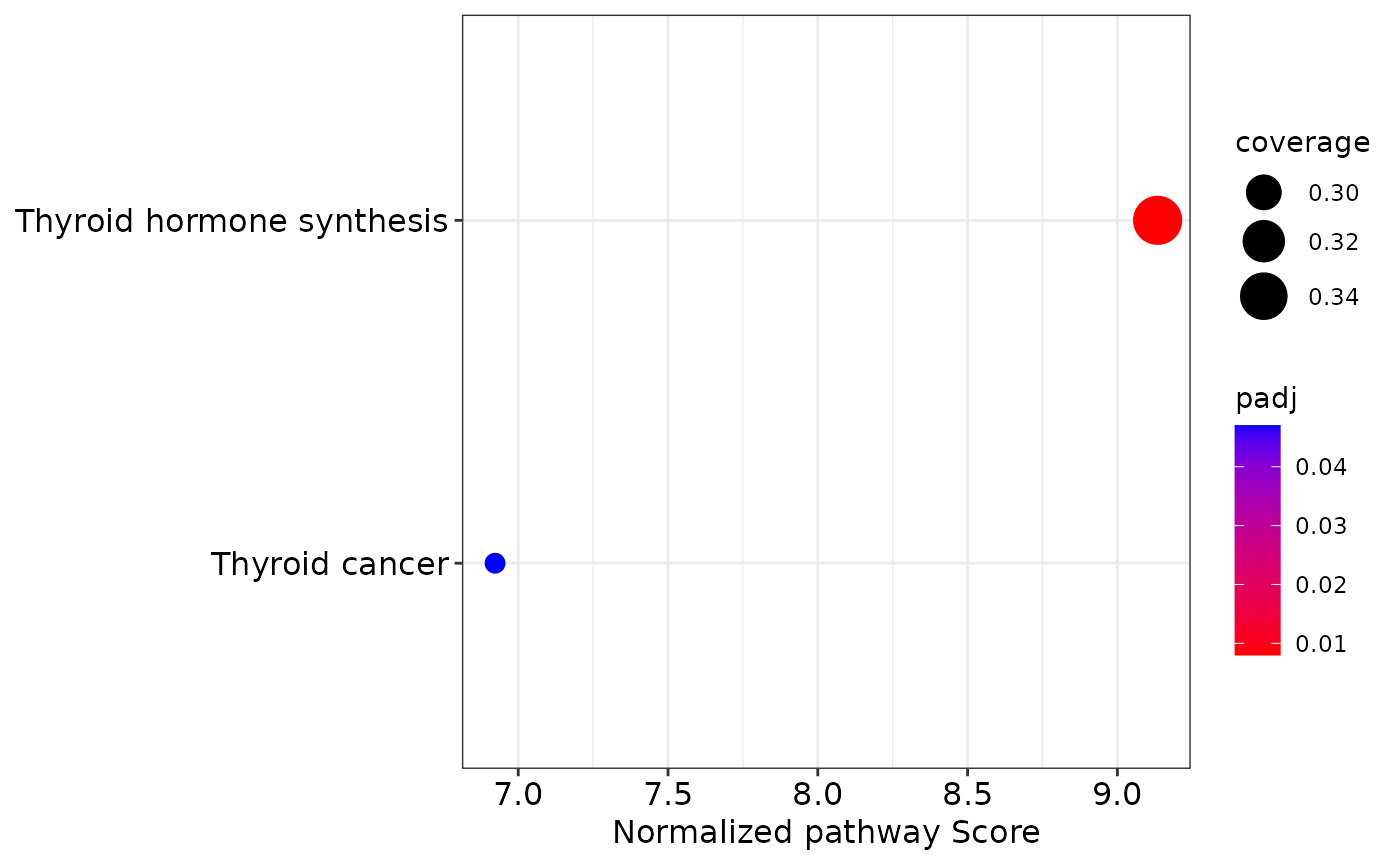 Thyroid hormone synthesis
Thyroid cancer
7.0 7.5 8.0 8.5 9.0
Normalized pathway Score
coverage
0.30
0.32
0.34
padj
0.04
0.03
0.02
0.01